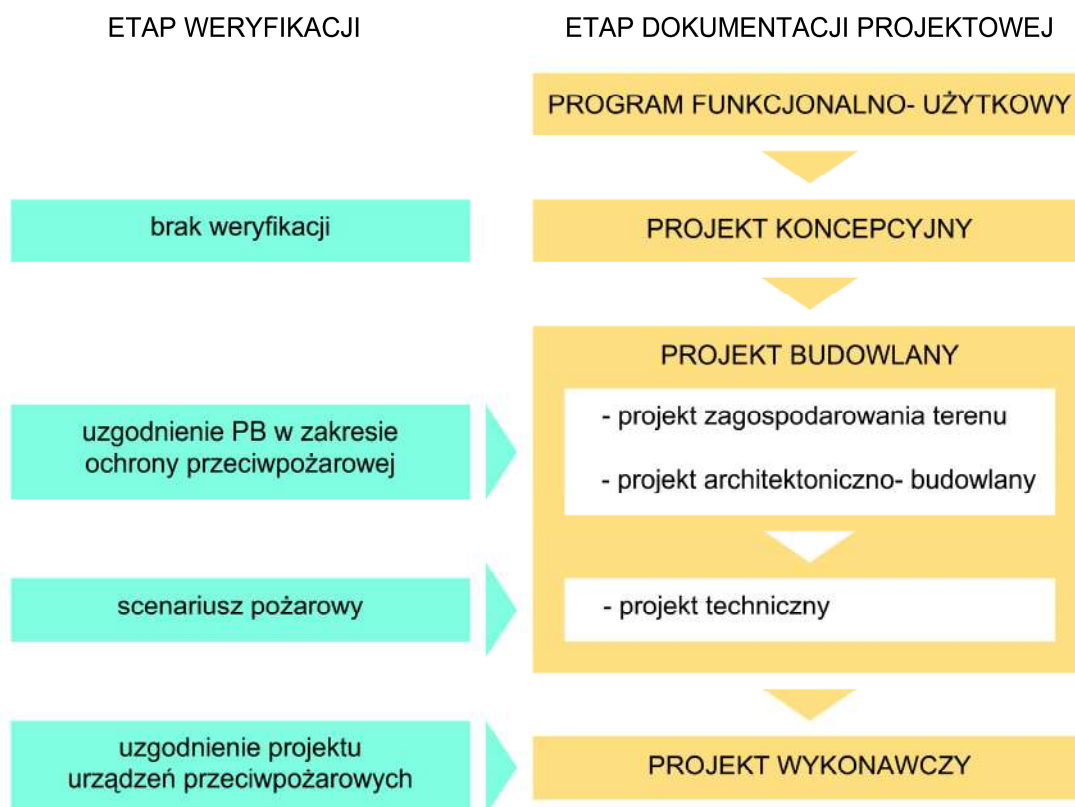 ETAP WERYFIKACJI
ETAP DOKUMENTACJI PROJEKTOWEJ
PROGRAM FUNKCJONALNO- UŻYTKOWY
brak weryfikacji
PROJEKT KONCEPCYJNY
PROJEKT BUDOWLANY
uzgodnienie PB w zakresie
ochrony przeciwpożarowej
- projekt zagospodarowania terenu
- projekt architektoniczno- budowlany
scenariusz pożarowy
- projekt techniczny
uzgodnienie projektu
urządzeń przeciwpożarowych
PROJEKT WYKONAWCZY